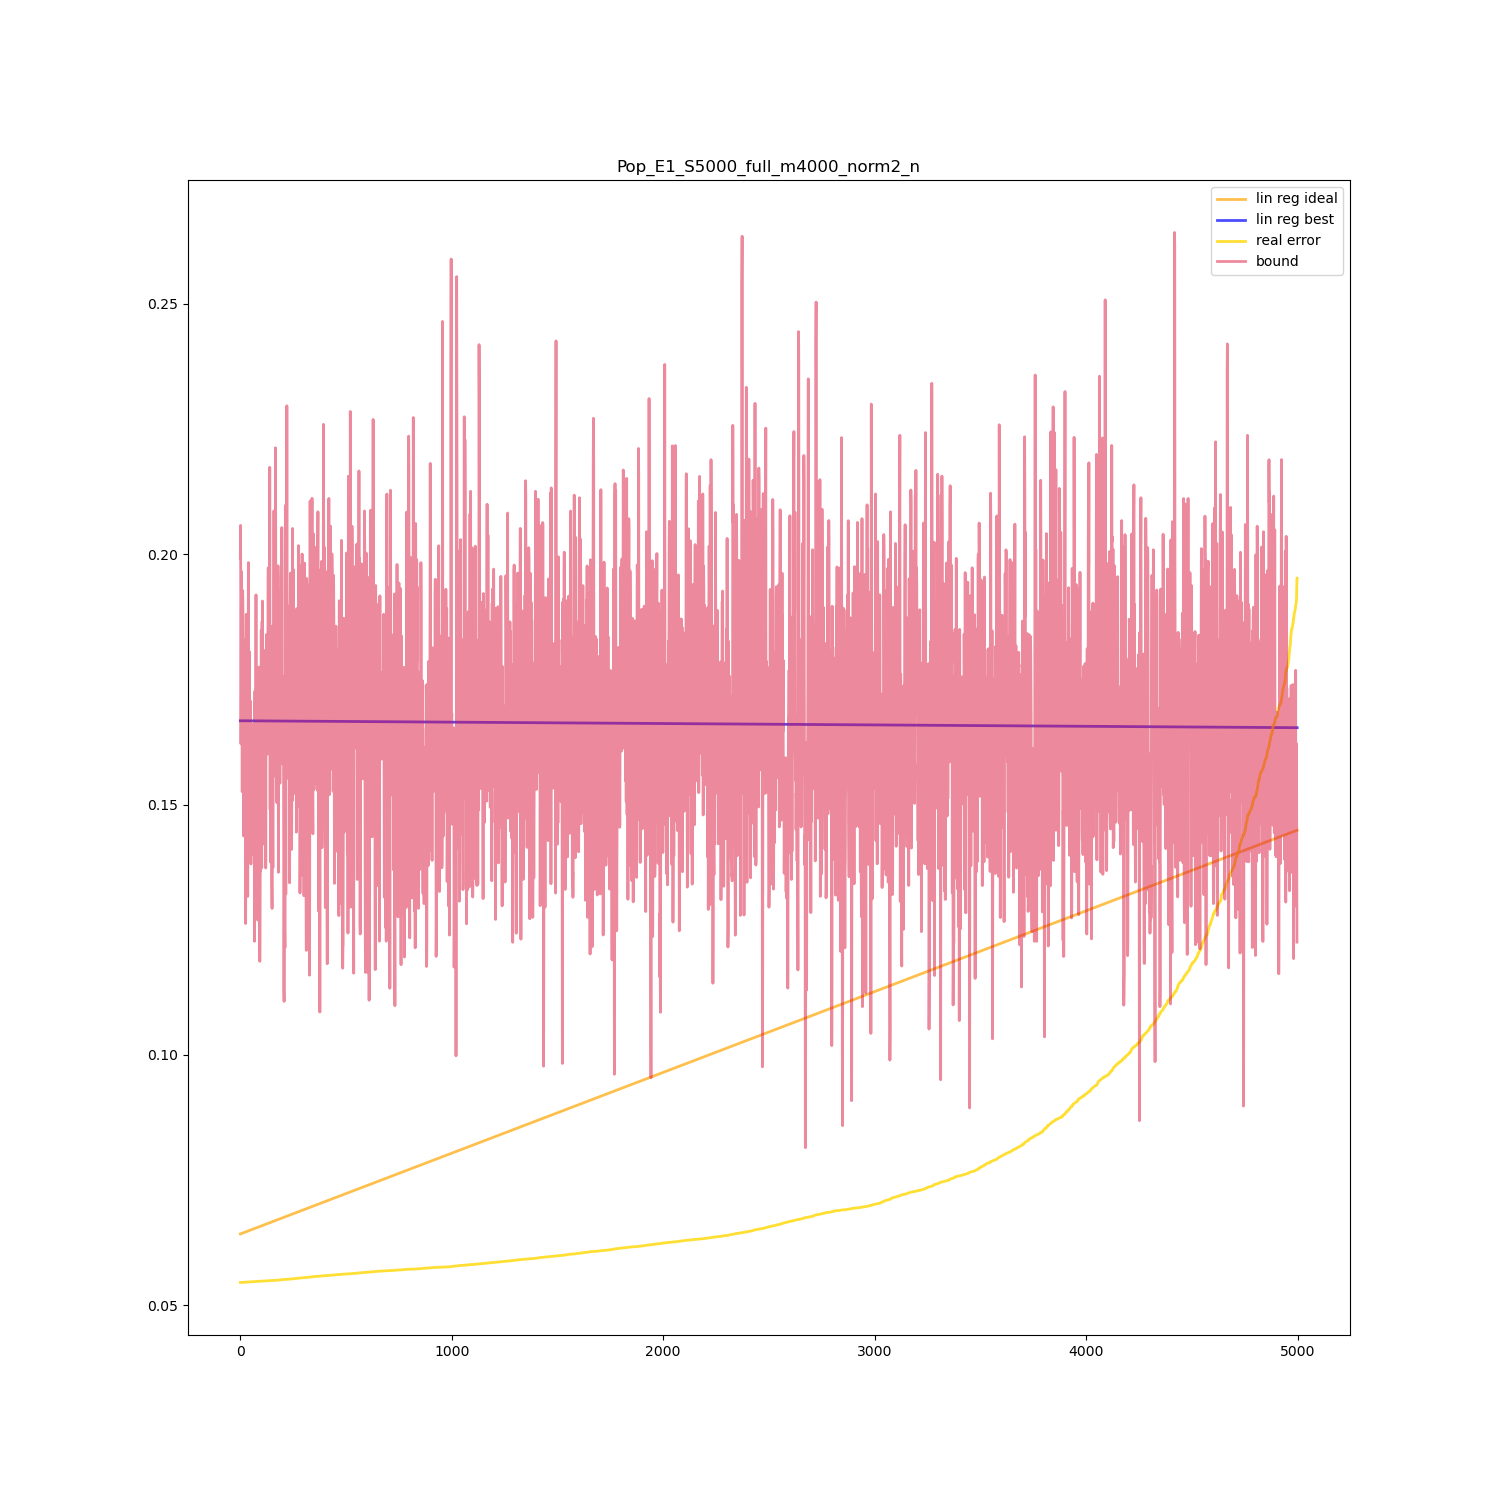 Pop_E1_S5000_full_m4000_norm2_n
lin reg ideal
lin reg best
real error
bound
0.25
0.20
0.15
0.10
0.05
0 1000 2000 3000 4000 5000